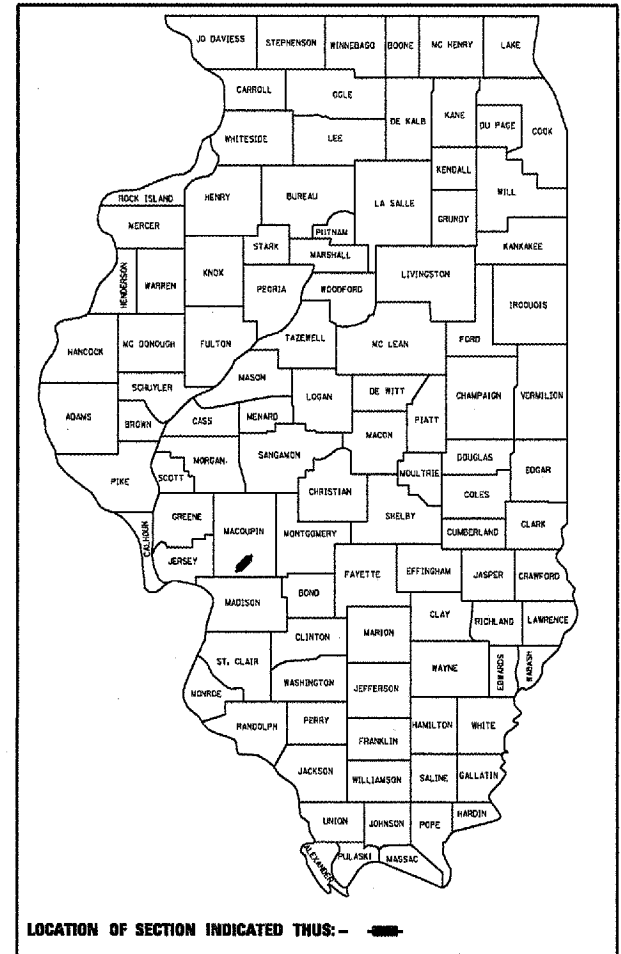 JO DAVIESS STEPHENSON WINNEBAGO BOONE MC HENRY LAKE
CARROLL OGLE DE KALB KANE DU PAGE COOK
WHITESIDE LEE KENDALL WILL
ROCK ISLAND HENRY BUREAU LA SALLE GRUNDY
MERCER PUTNAM
STARK MARSHALL KANKAKEE
HENDERSON WARREN KNOX PEORIA WOODFORD LIVINGSTON IROQUOIS
HANCOCK MC DONOUGH FULTON TAZEWELL MC LEAN FORD
SCHUYLER MASON LOGAN DE WITT CHAMPAIGN VERMILION
ADAMS BROWN CASS MENARD PIATT
MACON
MORGAN SANGAMON DOUGLAS
PIKE SCOTT CHRISTIAN MOULTRIE EDGAR
COLES
GREENE MACOUPIN MONTGOMERY SHELBY CLARK
CALHOUN CUMBERLAND
JERSEY FAYETTE EFFINGHAM JASPER CRAWFORD
MADISON BOND
CLAY RICHLAND LAWRENCE
CLINTON MARION
ST. CLAIR WAYNE EDWARDS WABASH
WASHINGTON JEFFERSON
MONROE
RANDOLPH PERRY HAMILTON WHITE
FRANKLIN
JACKSON WILLIAMSON SALINE GALLATIN
UNION JOHNSON POPE HARDIN
ALEXANDER PULASKI MASSAC
LOCATION OF SECTION INDICATED THUS:-